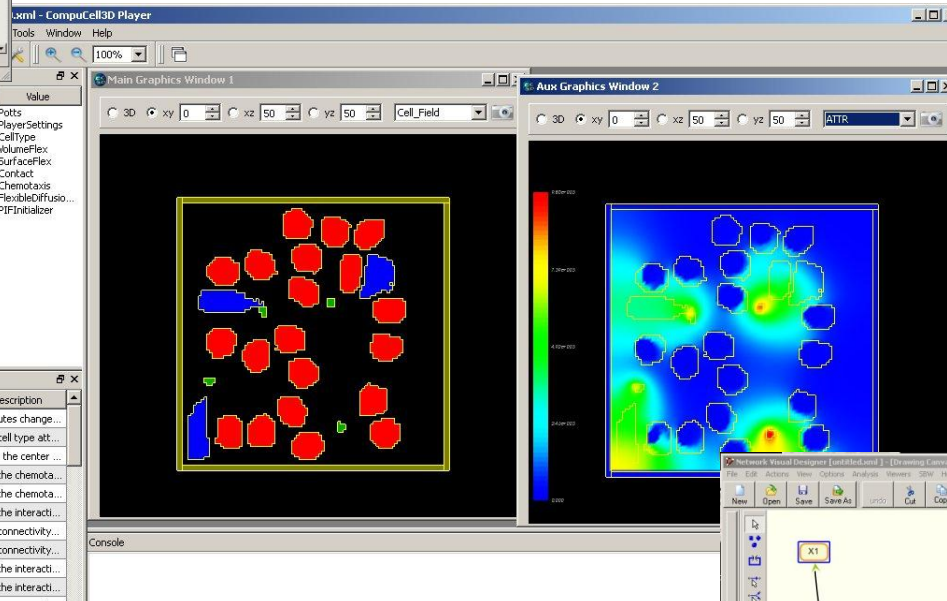 .xml - CompuCell3D Player
Tools Window Help
100%
Value
Potts
PlayerSettings
CellType
VolumeFlex
SurfaceFlex
Contact
Chemotaxis
FlexibleDiffusio...
PIFInitializer
Main Graphics Window 1
3D xy 0 xz 50 yz 50 Cell_Field
Aux Graphics Window 2
3D xy 0 xz 50 yz 50 ATTR
0.000
escription
utes change...
cell type att...
the center ...
the chemota...
the chemota...
the interacti...
connectivity...
connectivity...
the interacti...
the interacti...
Console
Network Visual Designer [untitled.vnd ] - [Drawing Canv
File Edit Actions View Options Analysis Viewers SBW H
New Open Save Save As undo Cut Cop
X1